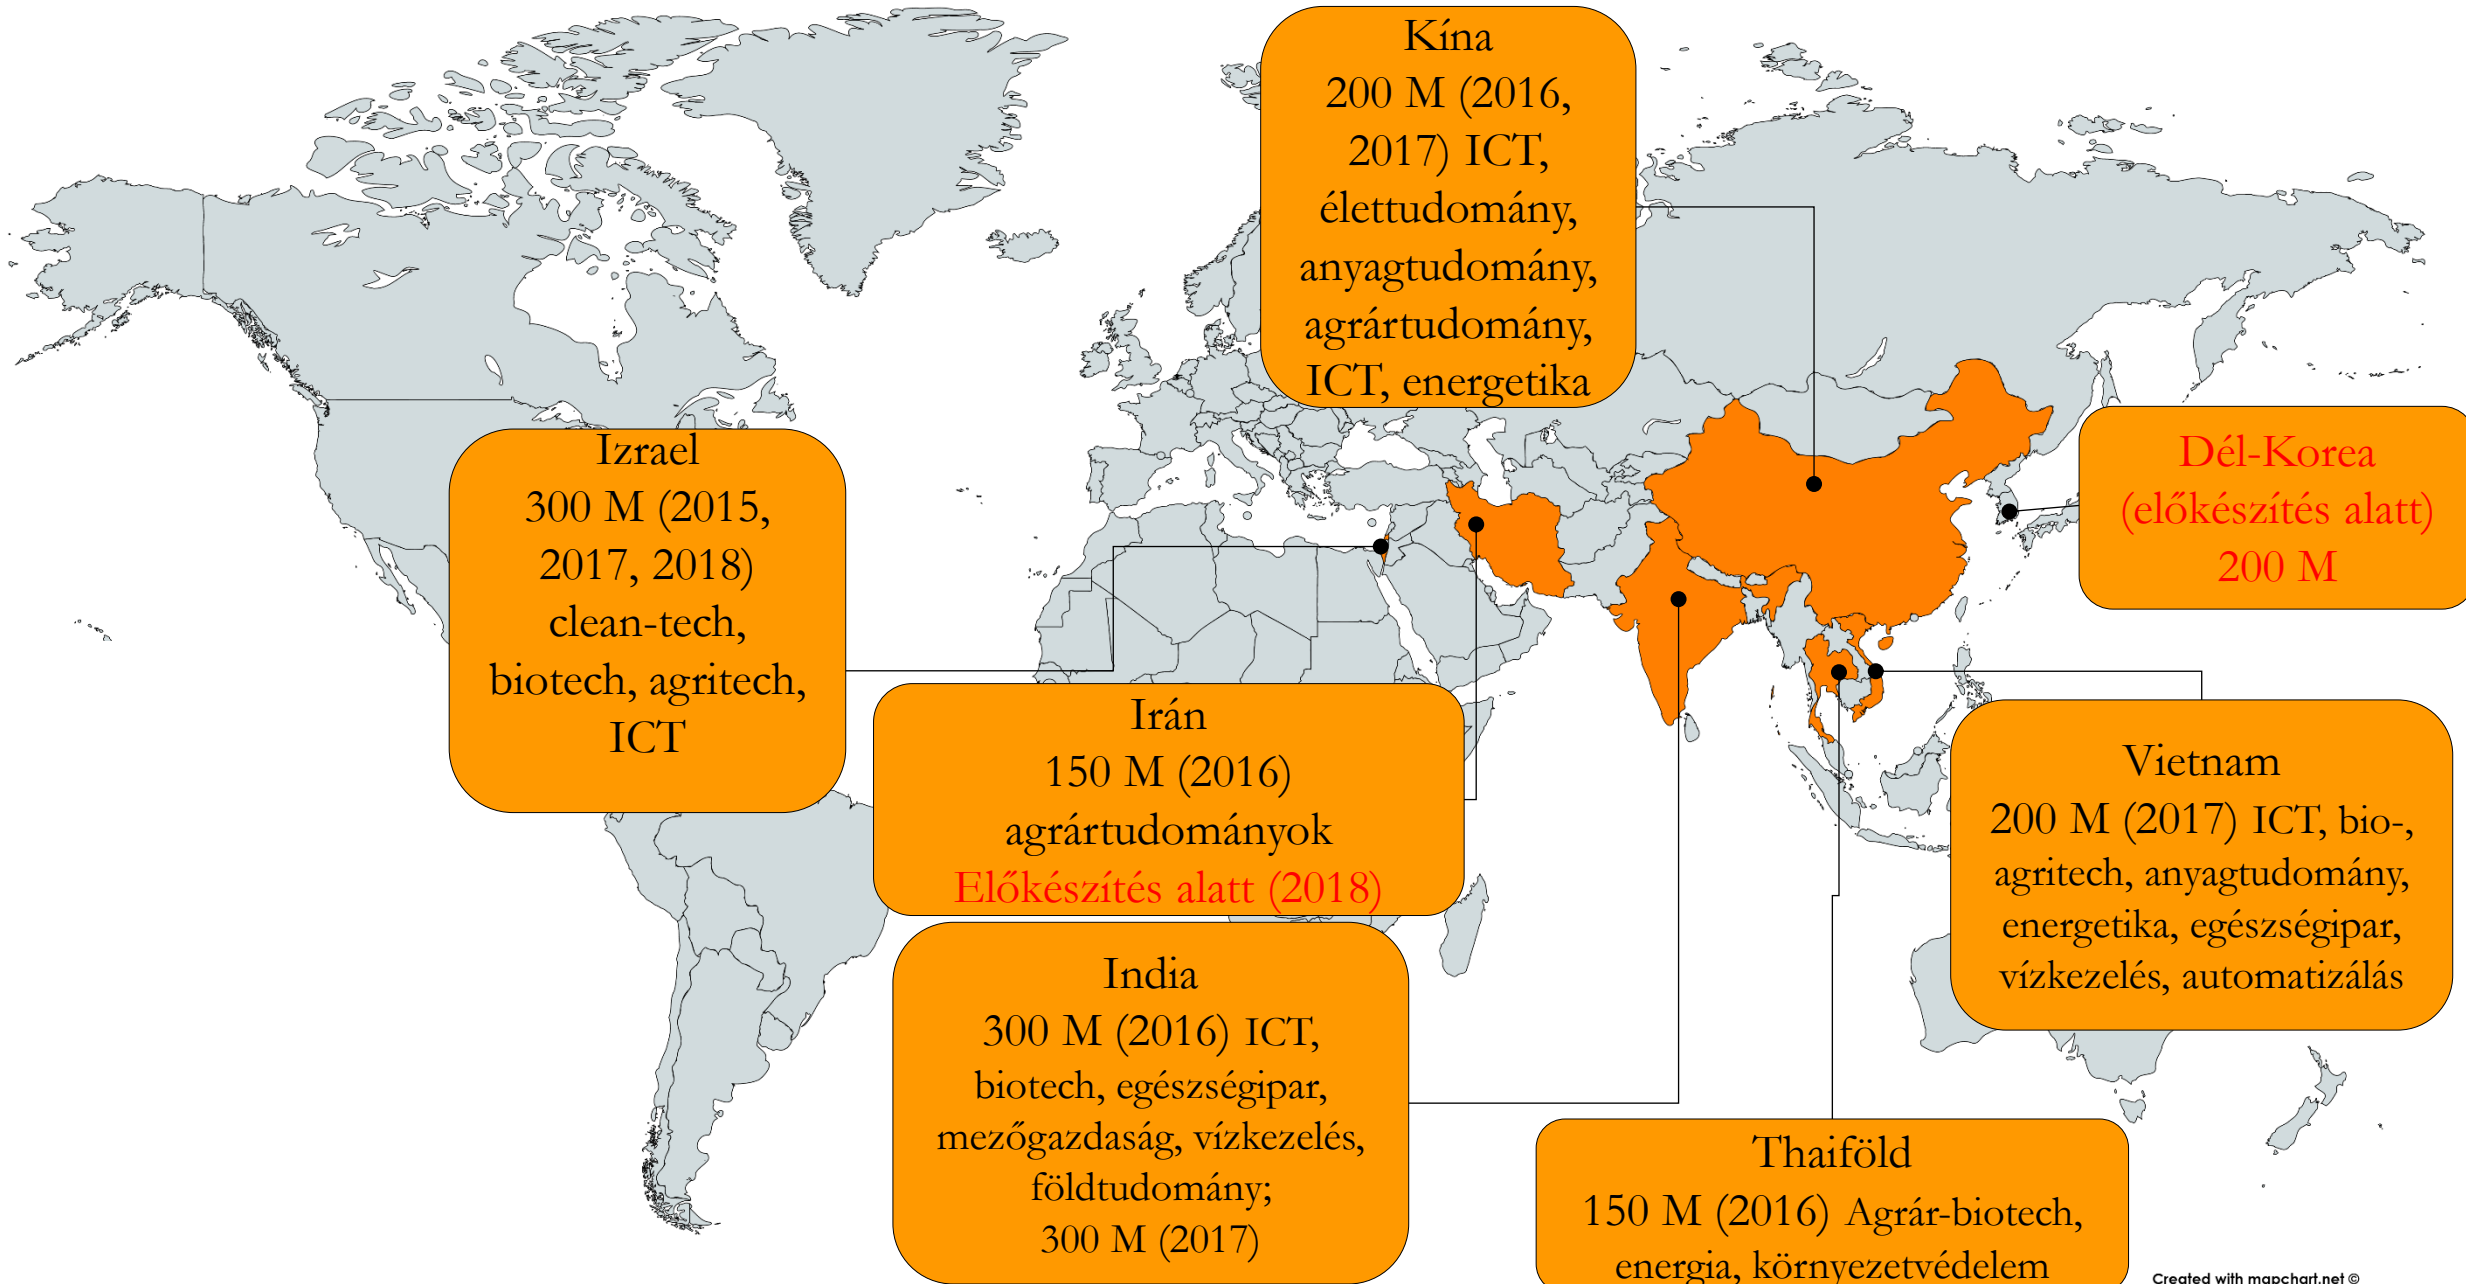 Kína
200 M (2016,
2017) ICT,
élettudomány,
anyagtudomány,
agrártudomány,
ICT, energetika
Izrael
300 M (2015,
2017, 2018)
clean-tech,
biotech, agritech,
ICT
Dél-Korea
(előkészítés alatt)
200 M
Irán
150 M (2016)
agrártudományok
Előkészítés alatt (2018)
Vietnam
200 M (2017) ICT, bio-,
agritech, anyagtudomány,
energetika, egészségipar,
vízkezelés, automatizálás
India
300 M (2016) ICT,
biotech, egészségipar,
mezőgazdaság, vízkezelés,
földtudomány;
300 M (2017)
Thaiföld
150 M (2016) Agrár-biotech,
energia, környezetvédelem
Created with mapchart.net ©